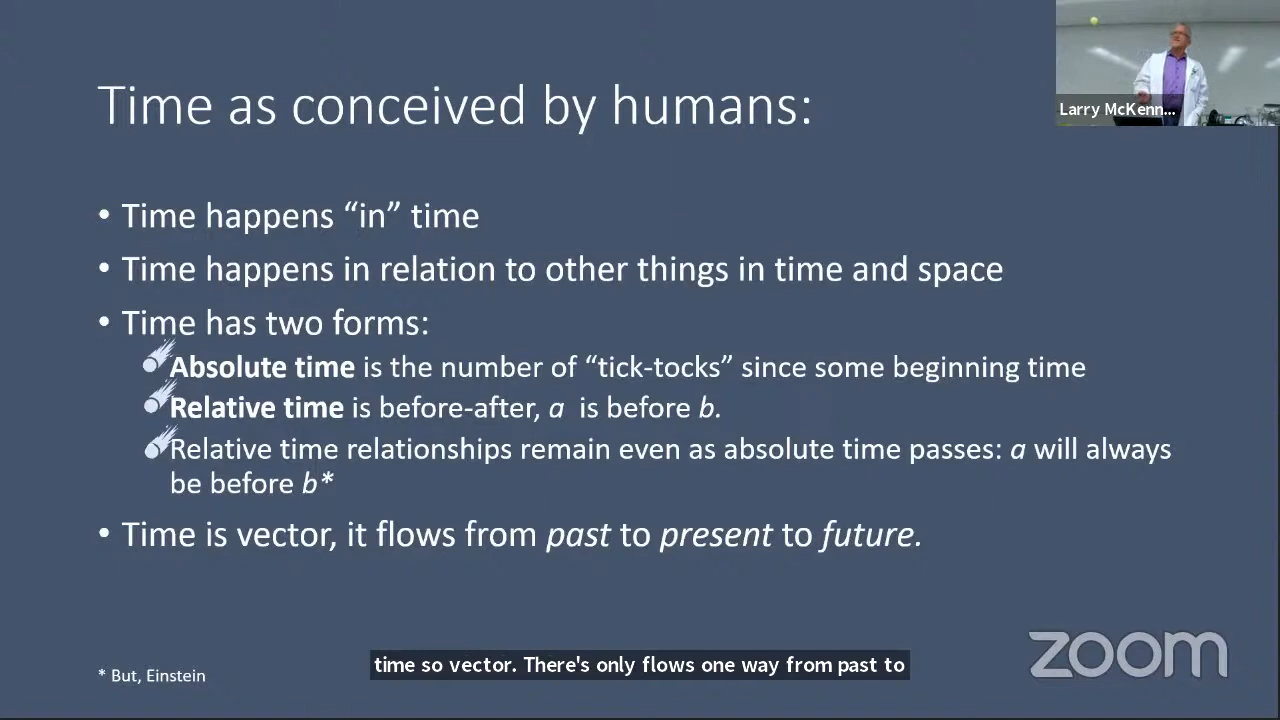 Time as conceived by humans:
Larry McKenn...
• Time happens “in” time
• Time happens in relation to other things in time and space
• Time has two forms:
Absolute time is the number of “tick-tocks” since some beginning time
Relative time is before-after, a is before b.
Relative time relationships remain even as absolute time passes: a will always
be before b*
• Time is vector, it flows from past to present to future.
* But, Einstein
time so vector. There's only flows one way from past to
zoom